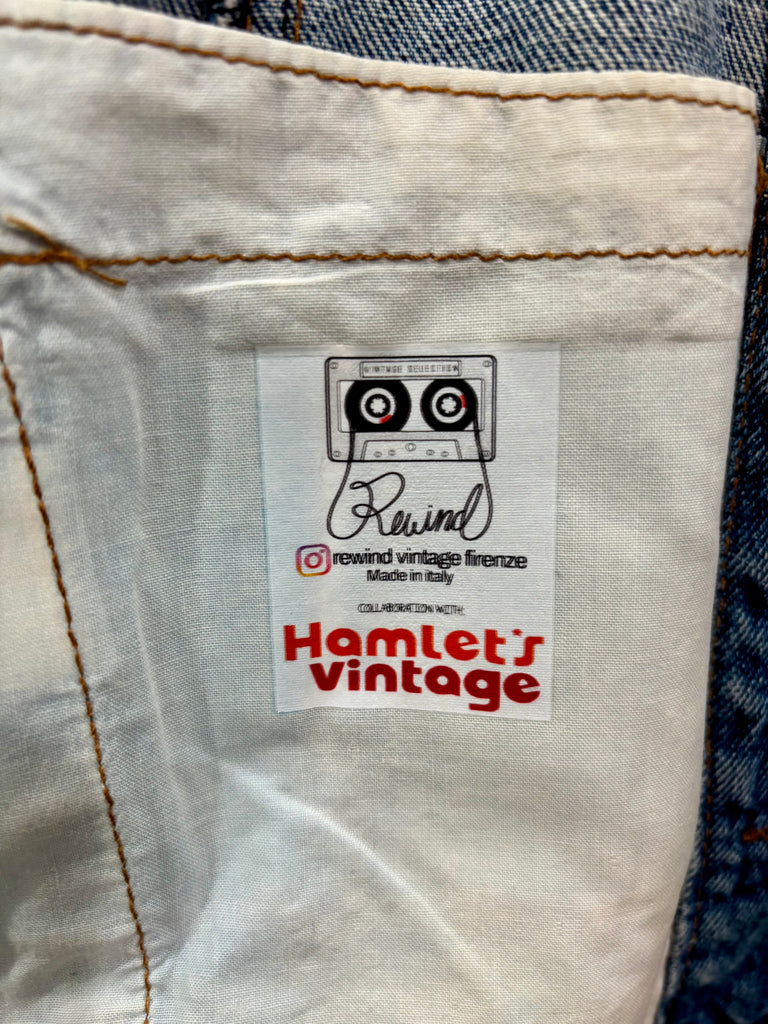 VINTAGE SELECTION
Rewind
rewind vintage firenze
Made in italy
COLLABORATION WITH:
Hamlet's
vintage